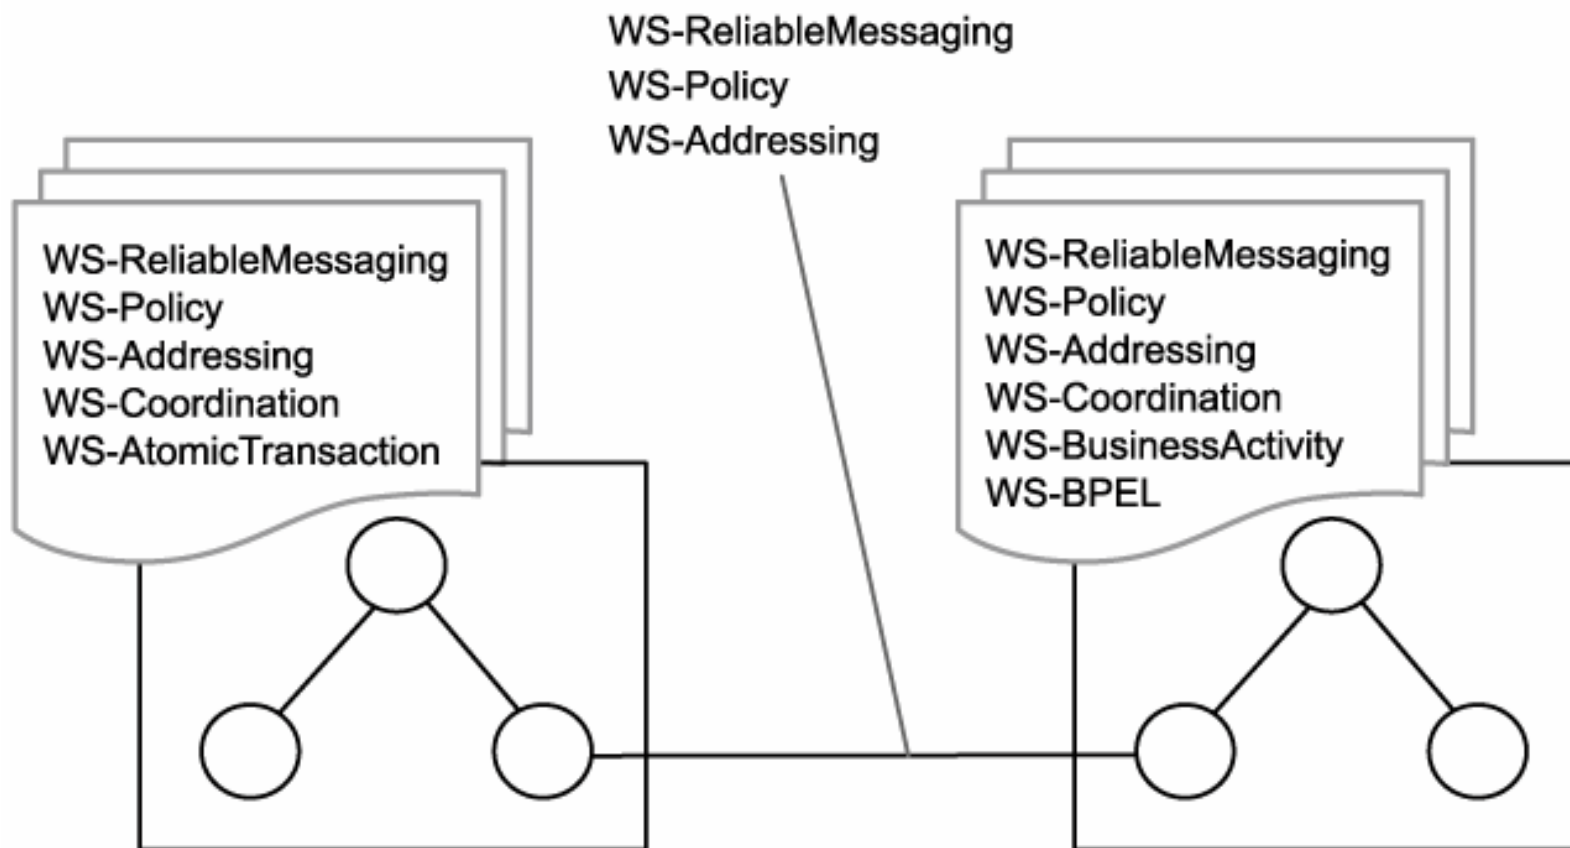 WS-ReliableMessaging
WS-Policy
WS-Addressing
WS-ReliableMessaging
WS-Policy
WS-Addressing
WS-Coordination
WS-AtomicTransaction
WS-ReliableMessaging
WS-Policy
WS-Addressing
WS-Coordination
WS-BusinessActivity
WS-BPEL